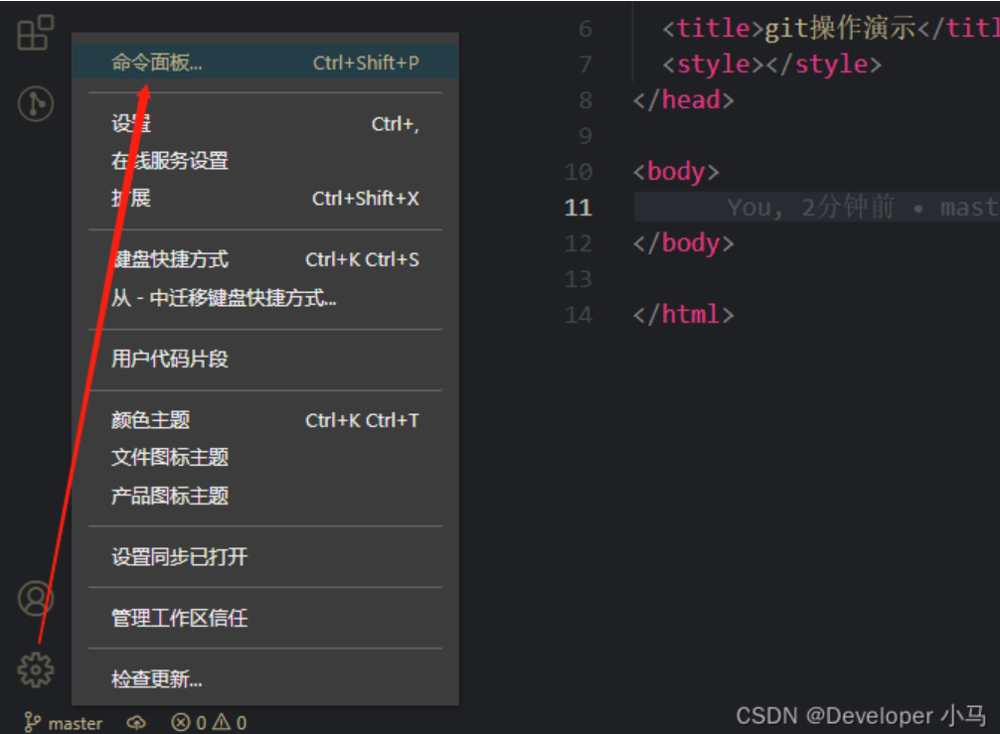 命令面板... Ctrl+Shift+P
设置 Ctrl+,
在线服务设置
扩展 Ctrl+Shift+X
键盘快捷方式 Ctrl+K Ctrl+S
从 - 中迁移键盘快捷方式...
用户代码片段
颜色主题 Ctrl+K Ctrl+T
文件图标主题
产品图标主题
设置同步已打开
管理工作区信任
检查更新...
master 0 0
6 <title>git操作演示</titl
7 <style></style>
8 </head>
9
10 <body>
11 You, 2分钟前 • mast
12 </body>
13
14 </html>
CSDN @Developer 小马